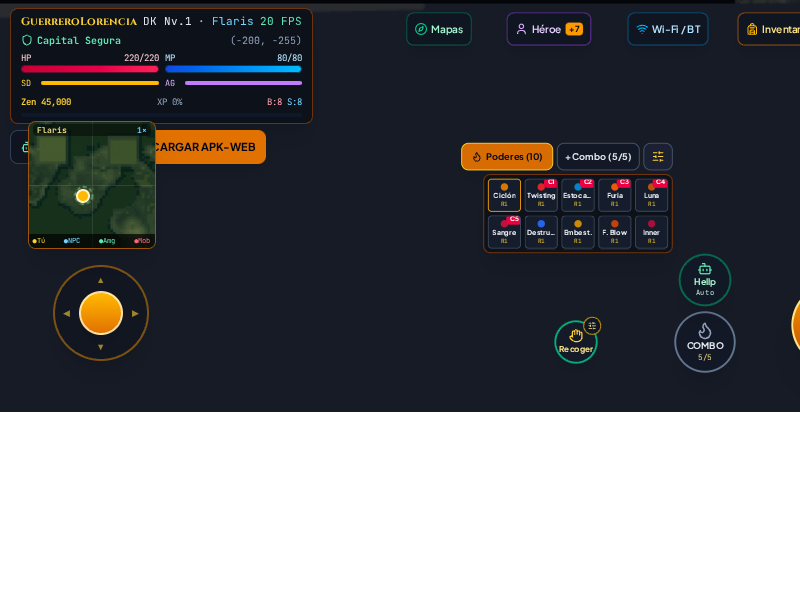 GuerreroLorencia DK Nv.1 · Flaris 20 FPS
Capital Segura (-200, -255)
HP 220/220 MP 80/80
SD AG
Zen 45,000 XP 0% B:8 S:8
Mapas
Héroe +7
Wi-Fi / BT
Inventar
CARGAR APK-WEB
Flaris 1×
Tú NPC Amg Mob
Poderes (10)
+Combo (5/5)
Ciclón R1
C1 Twisting R1
C2 Estoca… R1
C3 Furia R1
C4 Luna R1
C5 Sangre R1
Destru… R1
Embest. R1
F. Blow R1
Inner R1
Help
Auto
Recoger
COMBO
5/5